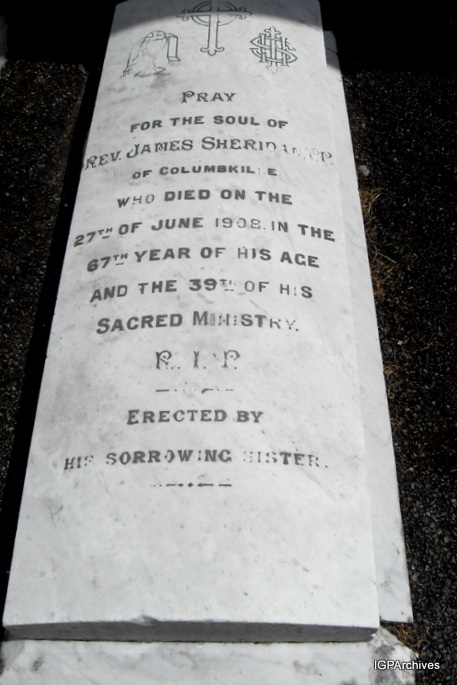 IHS
PRAY
FOR THE SOUL OF
REV. JAMES SHERIDAN, P.P.
OF COLUMBKILLE,
WHO DIED ON THE
27TH OF JUNE 1908. IN THE
67TH YEAR OF HIS AGE
AND THE 39TH OF HIS
SACRED MINISTRY.
R.I.P.
ERECTED BY
HIS SORROWING SISTER.
IGPArchives